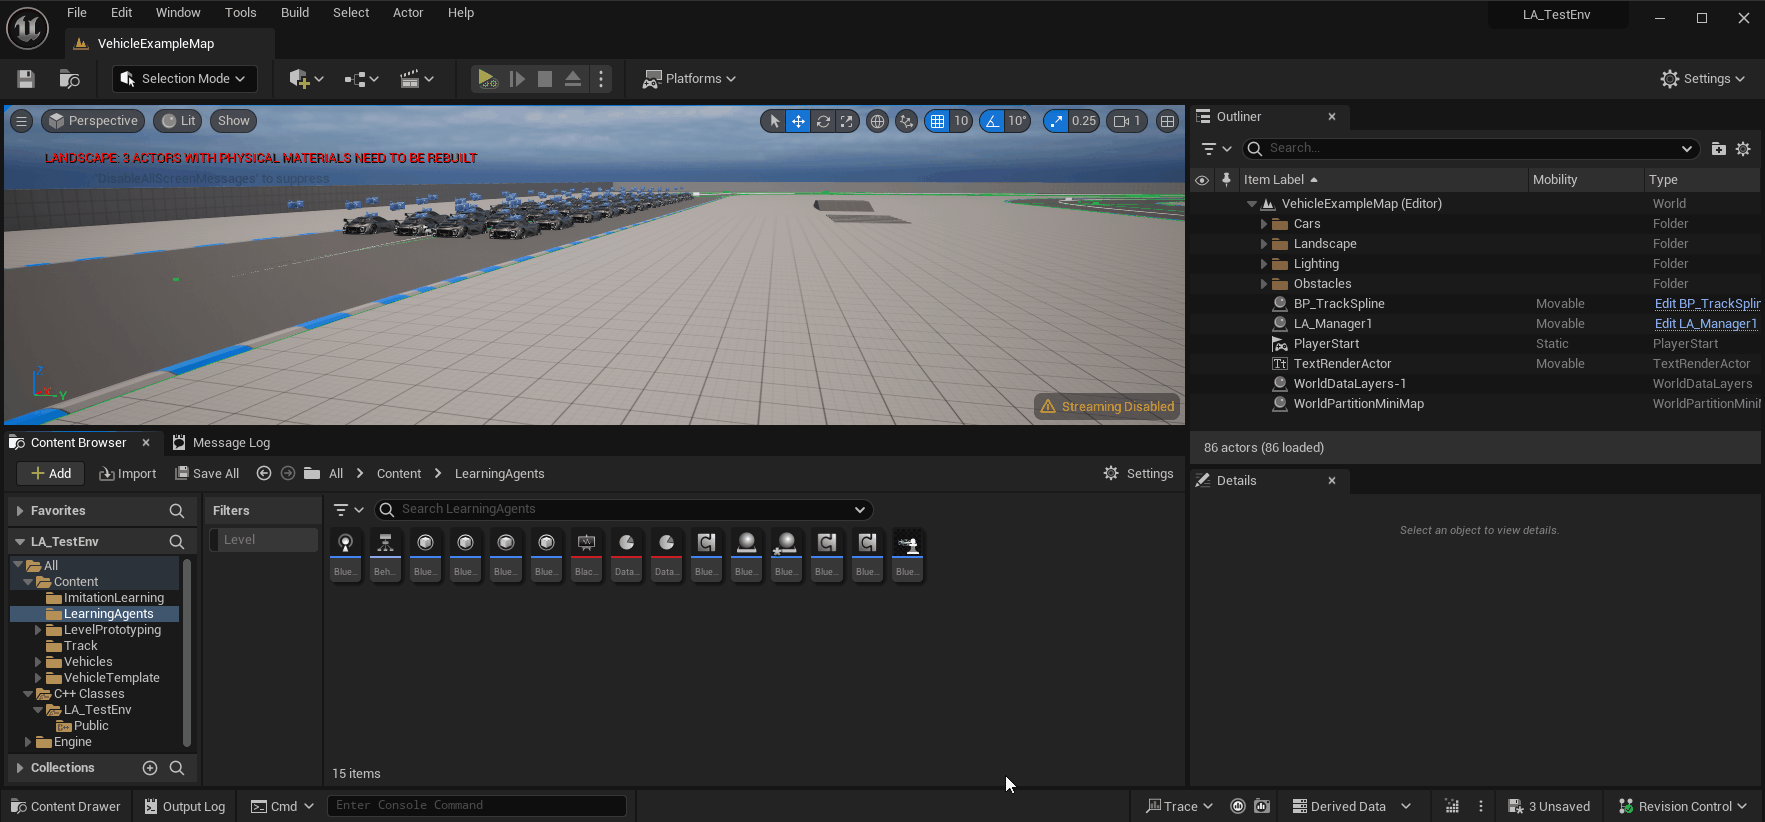 File Edit Window Tools Build Select Actor Help
LA_TestEnv
VehicleExampleMap
Selection Mode
Platforms
Settings
Perspective Lit Show
10 10° 0.25 1
LANDSCAPE: 3 ACTORS WITH PHYSICAL MATERIALS NEED TO BE REBUILT
'DisableAllScreenMessages' to suppress
Z
X
Y
Streaming Disabled
Outliner
Search...
Item Label Mobility Type
VehicleExampleMap (Editor) World
Cars Folder
Landscape Folder
Lighting Folder
Obstacles Folder
BP_TrackSpline Movable Edit BP_TrackSplin
LA_Manager1 Movable Edit LA_Manager1
PlayerStart Static PlayerStart
TextRenderActor Movable TextRenderActor
WorldDataLayers-1 WorldDataLayers
WorldPartitionMiniMap WorldPartitionMiniM
86 actors (86 loaded)
Details
Select an object to view details.
Content Browser Message Log
Add Import Save All All Content LearningAgents Settings
Favorites
LA_TestEnv
All
Content
ImitationLearning
LearningAgents
LevelPrototyping
Track
Vehicles
VehicleTemplate
C++ Classes
LA_TestEnv
Public
Engine
Collections
Filters
Level
Search LearningAgents
Blue... Beh... Blue... Blue... Blue... Blue... Blac... Data... Data... Blue... Blue... Blue... Blue... Blue... Blue...
15 items
Content Drawer Output Log Cmd Enter Console Command Trace Derived Data 3 Unsaved Revision Control